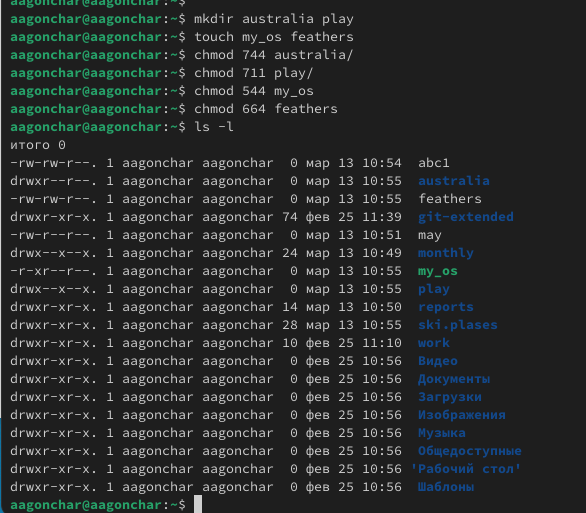 aagonchar@aagonchar:~$
aagonchar@aagonchar:~$ mkdir australia play
aagonchar@aagonchar:~$ touch my_os feathers
aagonchar@aagonchar:~$ chmod 744 australia/
aagonchar@aagonchar:~$ chmod 711 play/
aagonchar@aagonchar:~$ chmod 544 my_os
aagonchar@aagonchar:~$ chmod 664 feathers
aagonchar@aagonchar:~$ ls -l
итого 0
-rw-rw-r--. 1 aagonchar aagonchar  0 мар 13 10:54  abc1
drwxr--r--. 1 aagonchar aagonchar  0 мар 13 10:55  australia
-rw-rw-r--. 1 aagonchar aagonchar  0 мар 13 10:55  feathers
drwxr-xr-x. 1 aagonchar aagonchar 74 фев 25 11:39  git-extended
-rw-r--r--. 1 aagonchar aagonchar  0 мар 13 10:51  may
drwx--x--x. 1 aagonchar aagonchar 24 мар 13 10:49  monthly
-r-xr--r--. 1 aagonchar aagonchar  0 мар 13 10:55  my_os
drwx--x--x. 1 aagonchar aagonchar  0 мар 13 10:55  play
drwxr-xr-x. 1 aagonchar aagonchar 14 мар 13 10:50  reports
drwxr-xr-x. 1 aagonchar aagonchar 28 мар 13 10:55  ski.plases
drwxr-xr-x. 1 aagonchar aagonchar 10 фев 25 11:10  work
drwxr-xr-x. 1 aagonchar aagonchar  0 фев 25 10:56  Видео
drwxr-xr-x. 1 aagonchar aagonchar  0 фев 25 10:56  Документы
drwxr-xr-x. 1 aagonchar aagonchar  0 фев 25 10:56  Загрузки
drwxr-xr-x. 1 aagonchar aagonchar  0 фев 25 10:56  Изображения
drwxr-xr-x. 1 aagonchar aagonchar  0 фев 25 10:56  Музыка
drwxr-xr-x. 1 aagonchar aagonchar  0 фев 25 10:56  Общедоступные
drwxr-xr-x. 1 aagonchar aagonchar  0 фев 25 10:56 'Рабочий стол'
drwxr-xr-x. 1 aagonchar aagonchar  0 фев 25 10:56  Шаблоны
aagonchar@aagonchar:~$